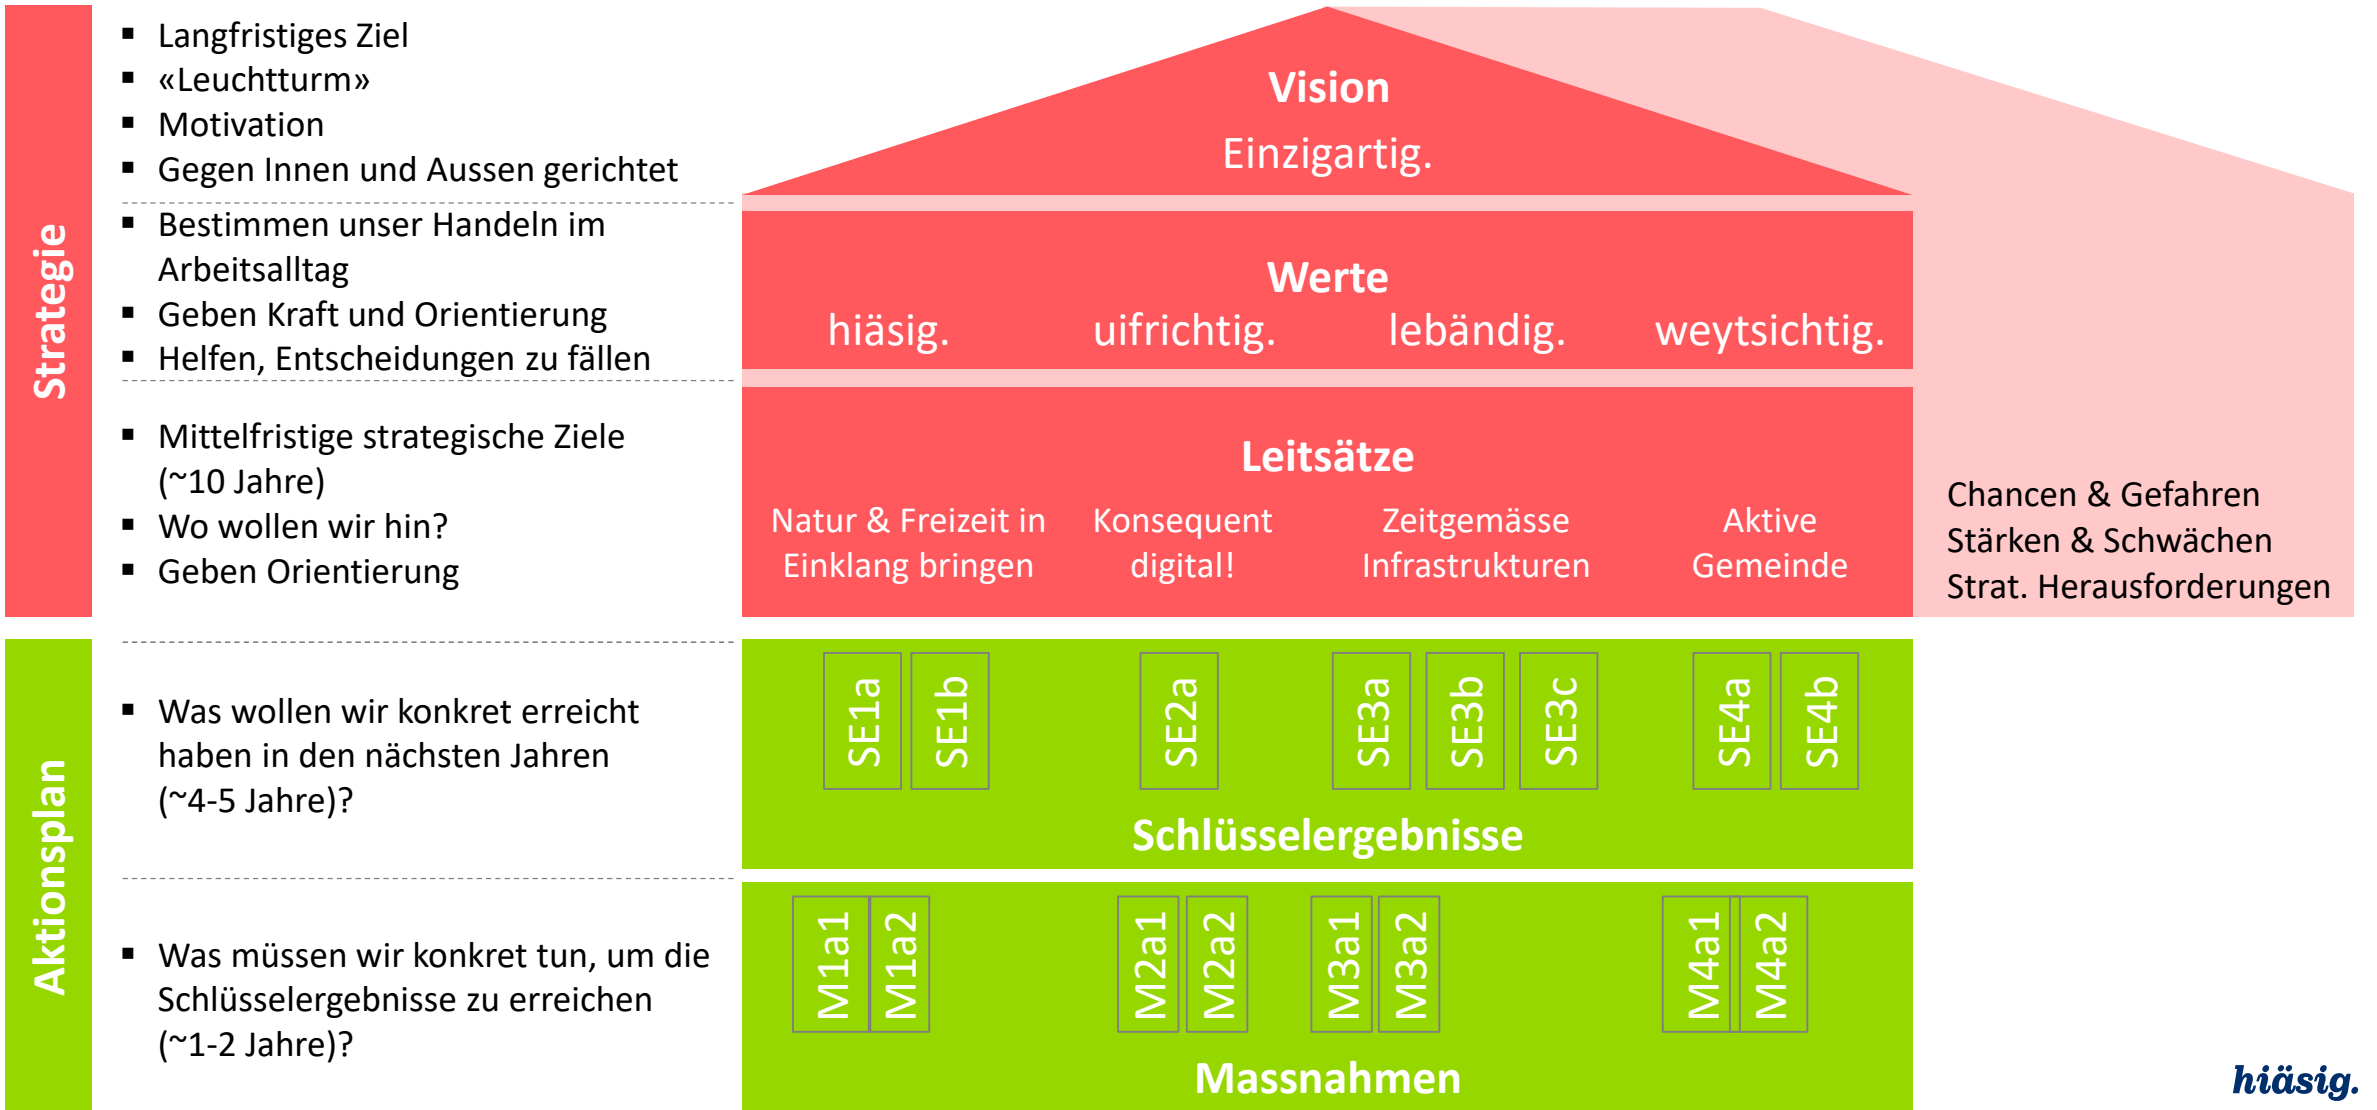 Strategie
▪ Langfristiges Ziel
▪ «Leuchtturm»
▪ Motivation
▪ Gegen Innen und Aussen gerichtet
Vision
Einzigartig.
▪ Bestimmen unser Handeln im
Arbeitsalltag
▪ Geben Kraft und Orientierung
▪ Helfen, Entscheidungen zu fällen
Werte
hiäsig. uifrichtig. lebändig. weytsichtig.
▪ Mittelfristige strategische Ziele
(~10 Jahre)
▪ Wo wollen wir hin?
▪ Geben Orientierung
Leitsätze
Natur & Freizeit in
Einklang bringen
Konsequent
digital!
Zeitgemässe
Infrastrukturen
Aktive
Gemeinde
Chancen & Gefahren
Stärken & Schwächen
Strat. Herausforderungen
Aktionsplan
▪ Was wollen wir konkret erreicht
haben in den nächsten Jahren
(~4-5 Jahre)?
SE1a SE1b SE2a SE3a SE3b SE3c SE4a SE4b
Schlüsselergebnisse
▪ Was müssen wir konkret tun, um die
Schlüsselergebnisse zu erreichen
(~1-2 Jahre)?
M1a1 M1a2 M2a1 M2a2 M3a1 M3a2 M4a1 M4a2
Massnahmen
hiäsig.